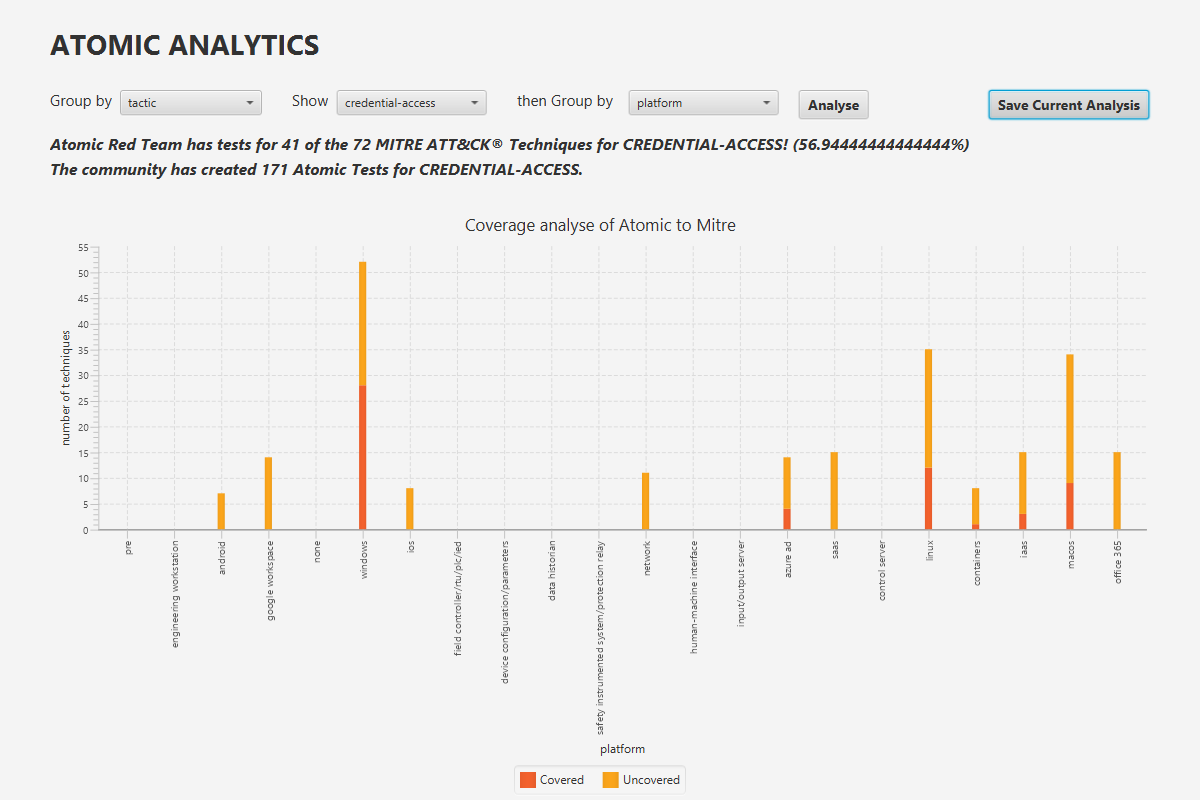 ATOMIC ANALYTICS
Group by tactic Show credential-access then Group by platform Analyse Save Current Analysis
Atomic Red Team has tests for 41 of the 72 MITRE ATT&CK® Techniques for CREDENTIAL-ACCESS! (56.94444444444444%)
The community has created 171 Atomic Tests for CREDENTIAL-ACCESS.
Coverage analyse of Atomic to Mitre
55
50
45
40
35
30
25
20
15
10
5
0
number of techniques
pre
engineering workstation
android
google workspace
none
windows
ios
field controller/rtu/plc/ied
device configuration/parameters
data historian
safety instrumented system/protection relay
network
human-machine interface
input/output server
azure ad
saas
control server
linux
containers
iaas
macos
office 365
platform
Covered Uncovered